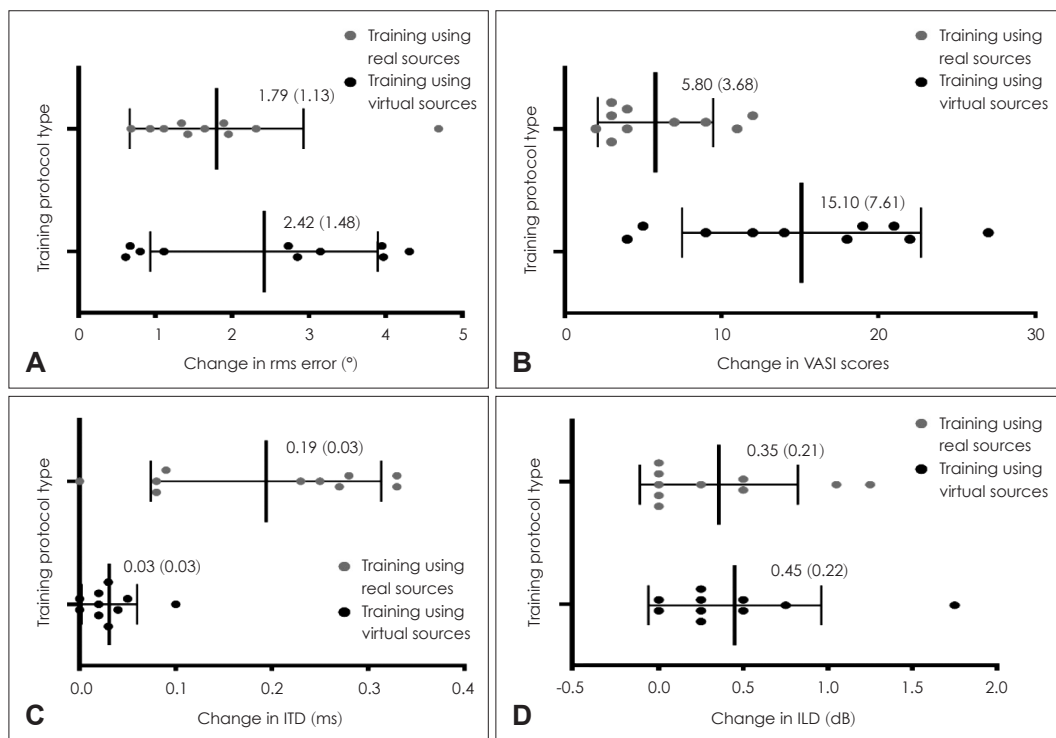 Training using
real sources
Training using
virtual sources
Training protocol type
1.79 (1.13)
2.42 (1.48)
0
1
2
3
4
5
Change in rms error (°)
A
Training using
real sources
Training using
virtual sources
Training protocol type
5.80 (3.68)
15.10 (7.61)
0
10
20
30
Change in VASI scores
B
Training protocol type
0.19 (0.03)
0.03 (0.03)
Training using
real sources
Training using
virtual sources
0.0
0.1
0.2
0.3
0.4
Change in ITD (ms)
C
Training using
real sources
Training using
virtual sources
Training protocol type
0.35 (0.21)
0.45 (0.22)
-0.5
0.0
0.5
1.0
1.5
2.0
Change in ILD (dB)
D